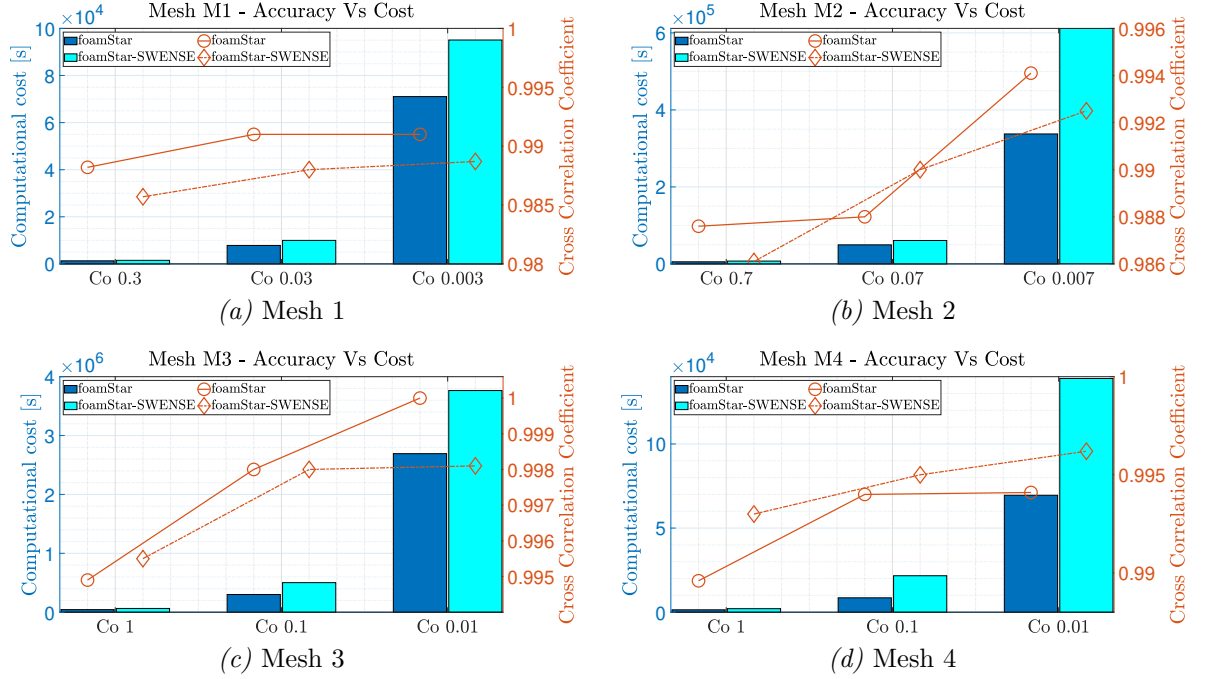 Mesh M1 - Accuracy Vs Cost
×10⁴
Computational cost [s]
10
8
6
4
2
0
foamStar
foamStar-SWENSE
foamStar
foamStar-SWENSE
1
0.995
0.99
0.985
0.98
Cross Correlation Coefficient
Co 0.3
Co 0.03
Co 0.003
(a) Mesh 1
Mesh M2 - Accuracy Vs Cost
×10⁵
Computational cost [s]
6
4
2
0
foamStar
foamStar-SWENSE
foamStar
foamStar-SWENSE
0.996
0.994
0.992
0.99
0.988
0.986
Cross Correlation Coefficient
Co 0.7
Co 0.07
Co 0.007
(b) Mesh 2
Mesh M3 - Accuracy Vs Cost
×10⁶
Computational cost [s]
4
3
2
1
0
foamStar
foamStar-SWENSE
foamStar
foamStar-SWENSE
1
0.999
0.998
0.997
0.996
0.995
Cross Correlation Coefficient
Co 1
Co 0.1
Co 0.01
(c) Mesh 3
Mesh M4 - Accuracy Vs Cost
×10⁴
Computational cost [s]
10
5
0
foamStar
foamStar-SWENSE
foamStar
foamStar-SWENSE
1
0.995
0.99
Cross Correlation Coefficient
Co 1
Co 0.1
Co 0.01
(d) Mesh 4